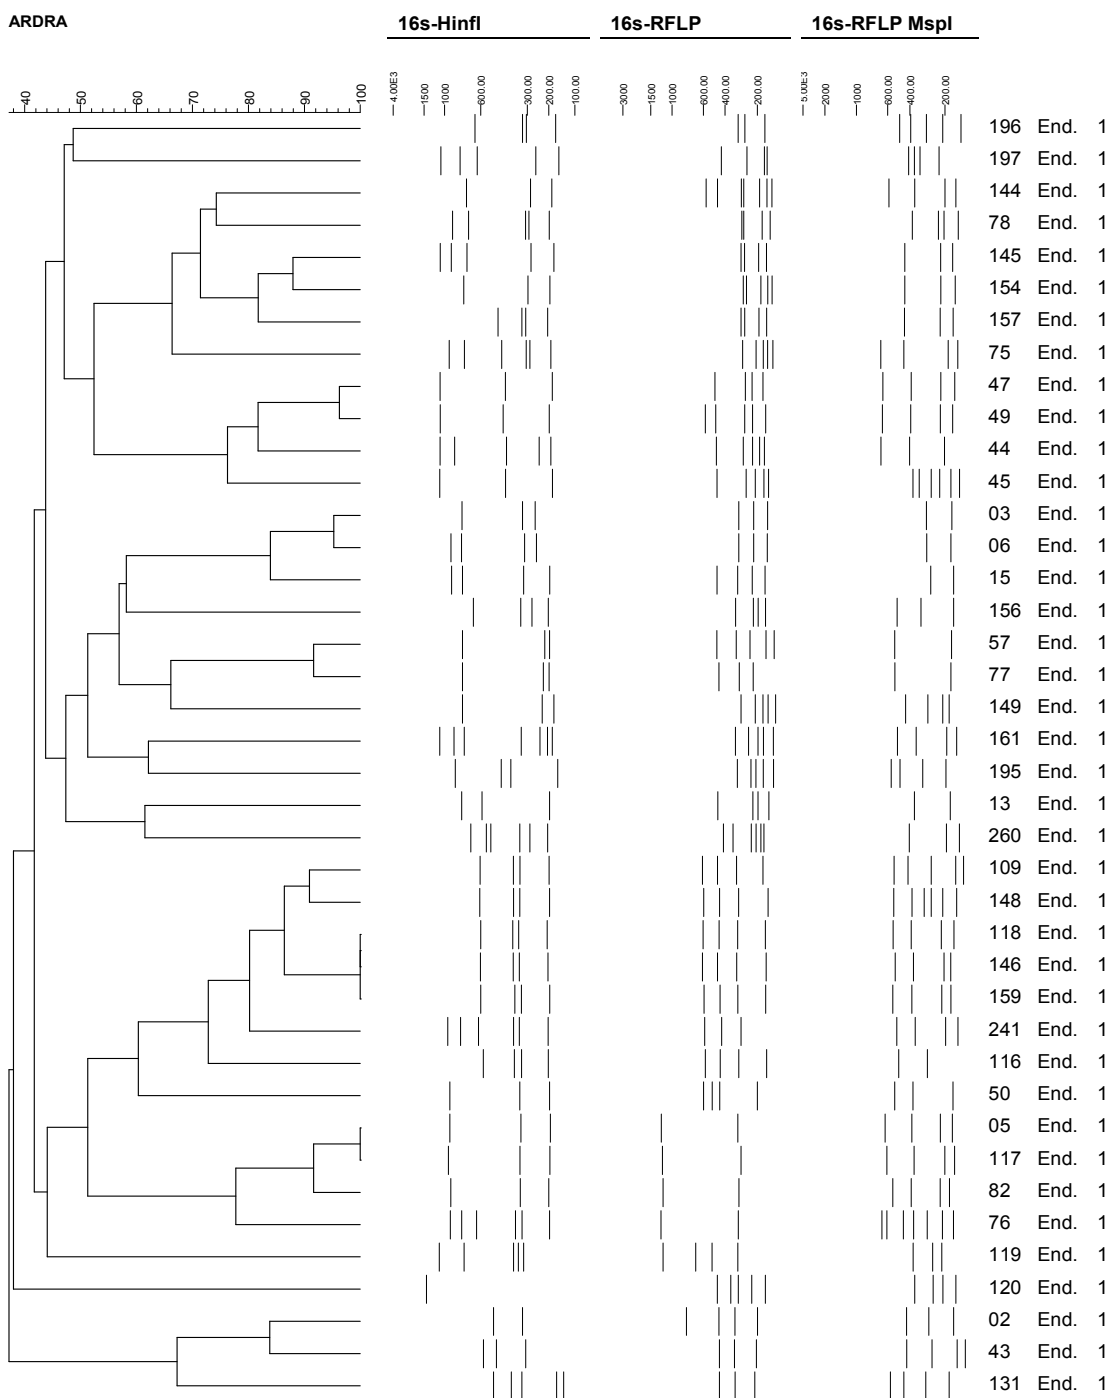 ARDRA 16s-HinfI 16s-RFLP 16s-RFLP MspI
40 50 60 70 80 90 100 4.00E3 1500 1000 600.00 300.00 200.00 100.00 3000 1500 1000 600.00 400.00 200.00 5.00E3 2000 1000 600.00 400.00 200.00
196 End. 1
197 End. 1
144 End. 1
78 End. 1
145 End. 1
154 End. 1
157 End. 1
75 End. 1
47 End. 1
49 End. 1
44 End. 1
45 End. 1
03 End. 1
06 End. 1
15 End. 1
156 End. 1
57 End. 1
77 End. 1
149 End. 1
161 End. 1
195 End. 1
13 End. 1
260 End. 1
109 End. 1
148 End. 1
118 End. 1
146 End. 1
159 End. 1
241 End. 1
116 End. 1
50 End. 1
05 End. 1
117 End. 1
82 End. 1
76 End. 1
119 End. 1
120 End. 1
02 End. 1
43 End. 1
131 End. 1